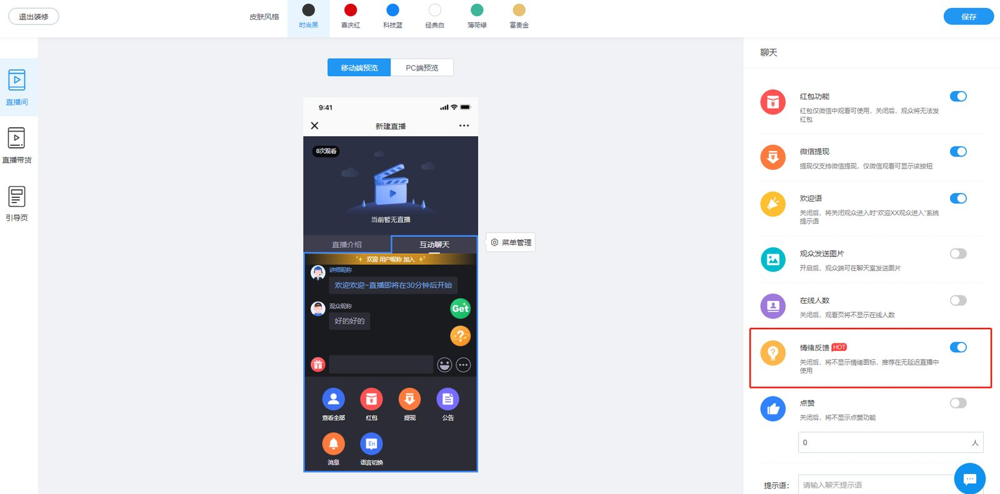 退出装修
皮肤风格
时尚黑
喜庆红
科技蓝
经典白
薄荷绿
富贵金
保存
直播间
直播带货
引导页
移动端预览
PC端预览
9:41
新建直播
0次观看
当前暂无直播
直播介绍
互动聊天
菜单管理
欢迎 用户昵称 加入
讲师昵称
欢迎欢迎~直播即将在30分钟后开始
观众昵称
好的好的
Get
?
查看全部
红包
提现
公告
En
消息
语言切换
聊天
红包功能
红包仅微信中观看可使用，关闭后，观众将无法发
红包
微信提现
提现仅支持微信提现，仅微信观看可显示该按钮
欢迎语
关闭后，将关闭观众进入时“欢迎XX观众进入”系统
提示语
观众发送图片
开启后，观众端可在聊天室发送图片
在线人数
关闭后，观看页将不显示在线人数
情绪反馈 HOT
关闭后，将不显示情绪图标，推荐在无延迟直播中
使用
点赞
关闭后，将不显示点赞功能
0 人
提示语：
请输入聊天提示语